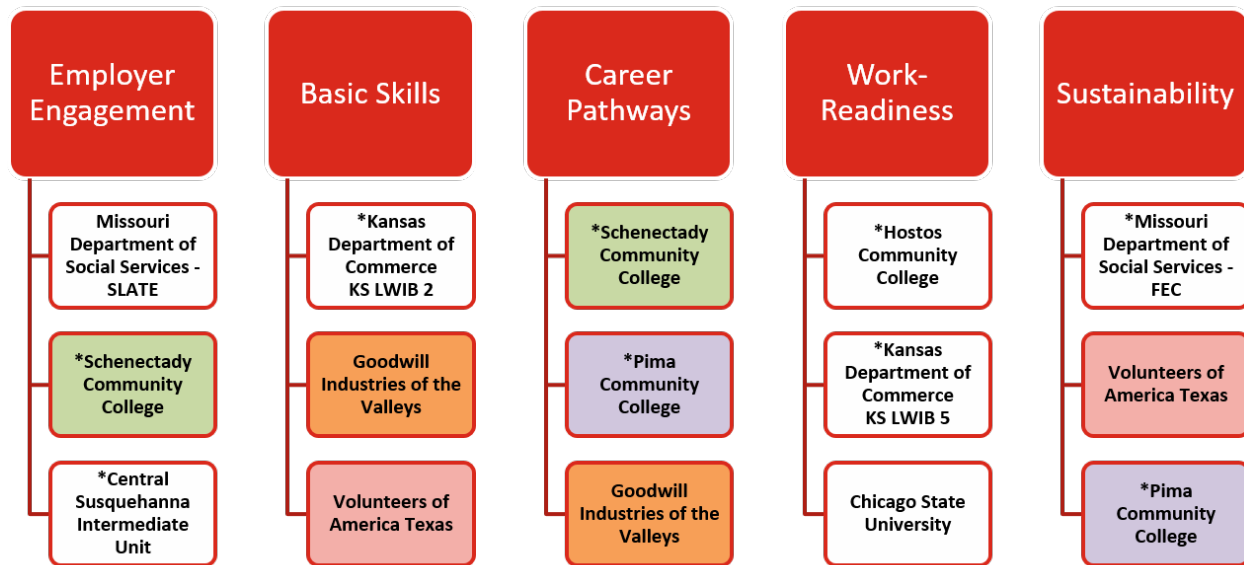 Employer
Engagement
Missouri
Department of
Social Services -
SLATE
*Schenectady
Community
College
*Central
Susquehanna
Intermediate
Unit
Basic Skills
*Kansas
Department of
Commerce
KS LWIB 2
Goodwill
Industries of the
Valleys
Volunteers of
America Texas
Career
Pathways
*Schenectady
Community
College
*Pima
Community
College
Goodwill
Industries of the
Valleys
Work-
Readiness
*Hostos
Community
College
*Kansas
Department of
Commerce
KS LWIB 5
Chicago State
University
Sustainability
*Missouri
Department of
Social Services -
FEC
Volunteers of
America Texas
*Pima
Community
College